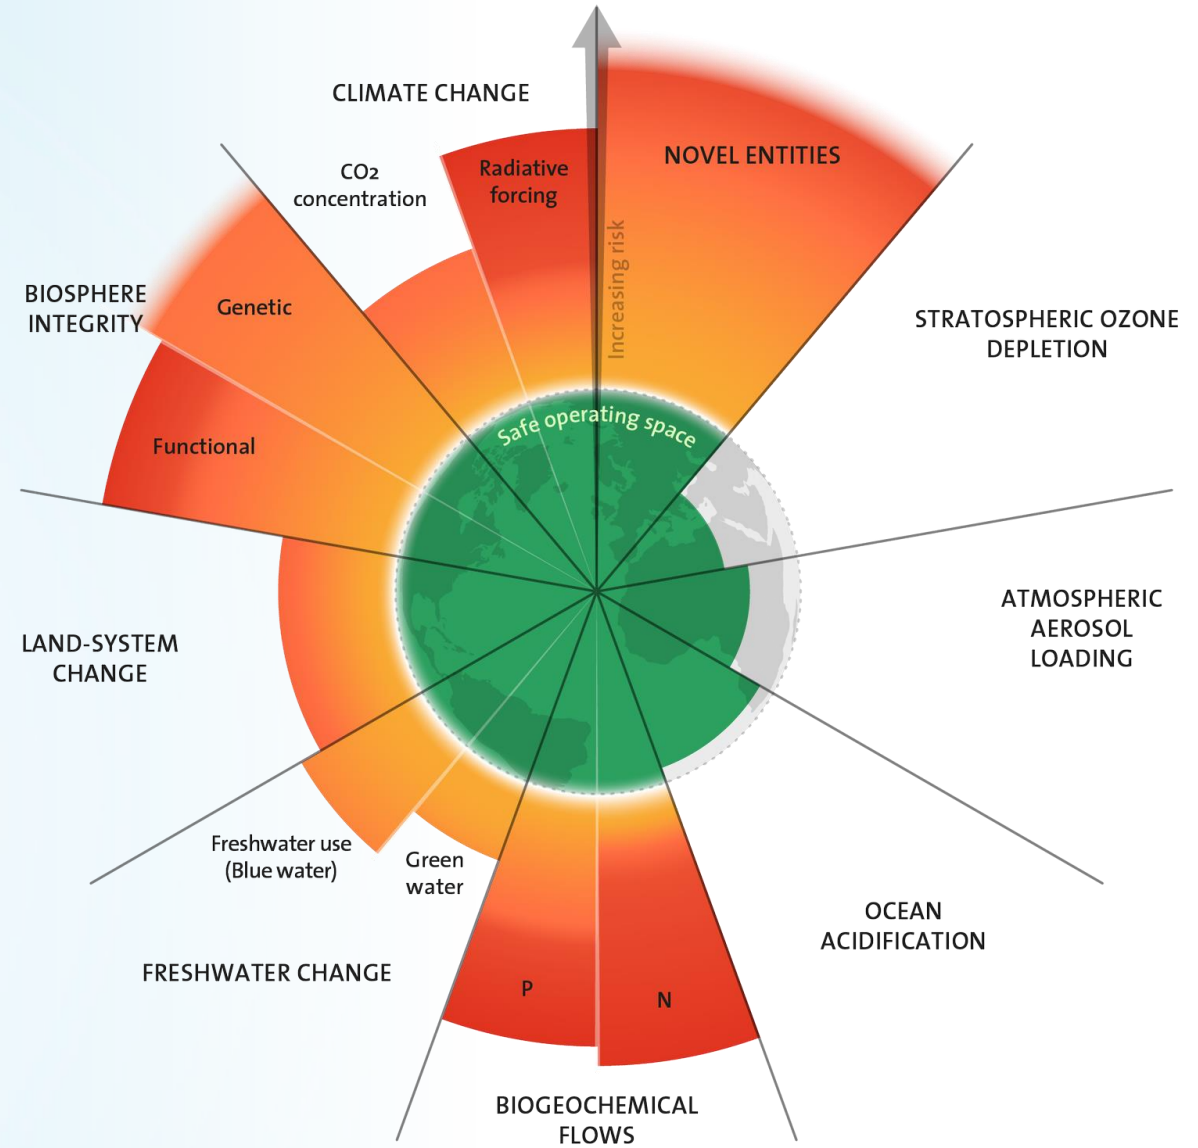 CLIMATE CHANGE
CO2
concentration
Radiative
forcing
NOVEL ENTITIES
Increasing risk
BIOSPHERE
INTEGRITY
Genetic
Functional
STRATOSPHERIC OZONE
DEPLETION
Safe operating space
ATMOSPHERIC
AEROSOL
LOADING
LAND-SYSTEM
CHANGE
Freshwater use
(Blue water)
Green
water
FRESHWATER CHANGE
OCEAN
ACIDIFICATION
P
N
BIOGEOCHEMICAL
FLOWS